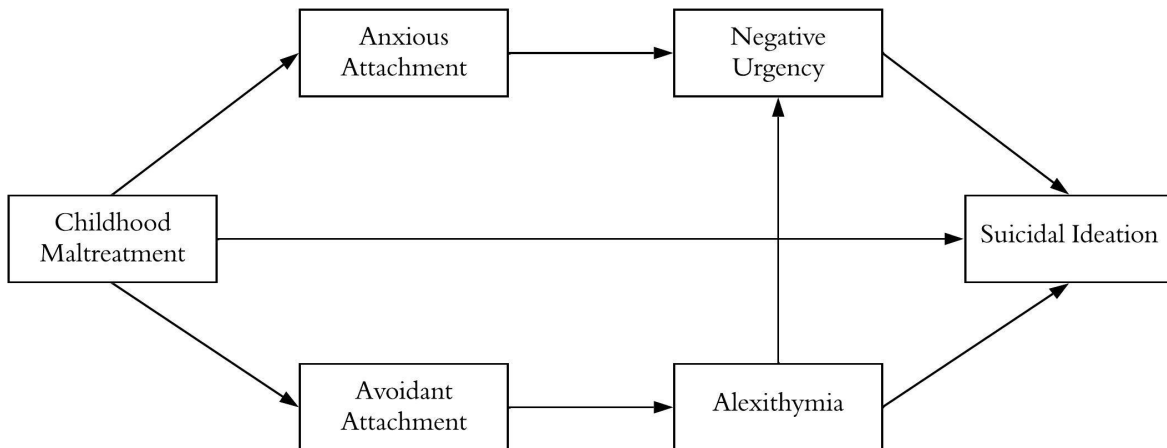 Anxious
Attachment
Negative
Urgency
Childhood
Maltreatment
Suicidal Ideation
Avoidant
Attachment
Alexithymia